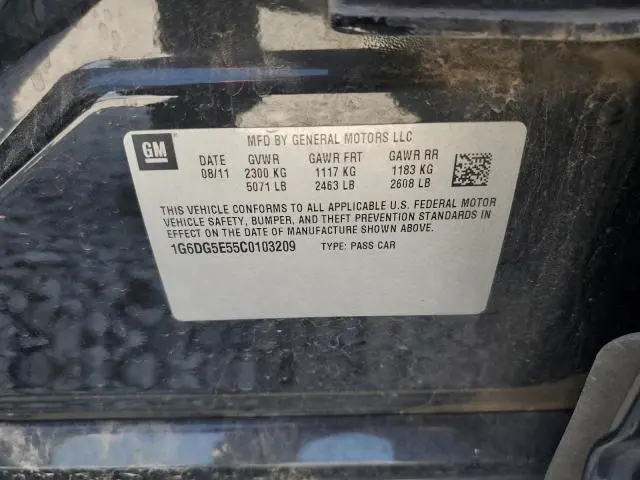 GM
MFD BY GENERAL MOTORS LLC
DATE GVWR GAWR FRT GAWR RR
08/11 2300 KG 1117 KG 1183 KG
5071 LB 2463 LB 2608 LB
THIS VEHICLE CONFORMS TO ALL APPLICABLE U.S. FEDERAL MOTOR
VEHICLE SAFETY, BUMPER, AND THEFT PREVENTION STANDARDS IN
EFFECT ON THE DATE OF MANUFACTURE SHOWN ABOVE.
1G6DG5E55C0103209 TYPE: PASS CAR